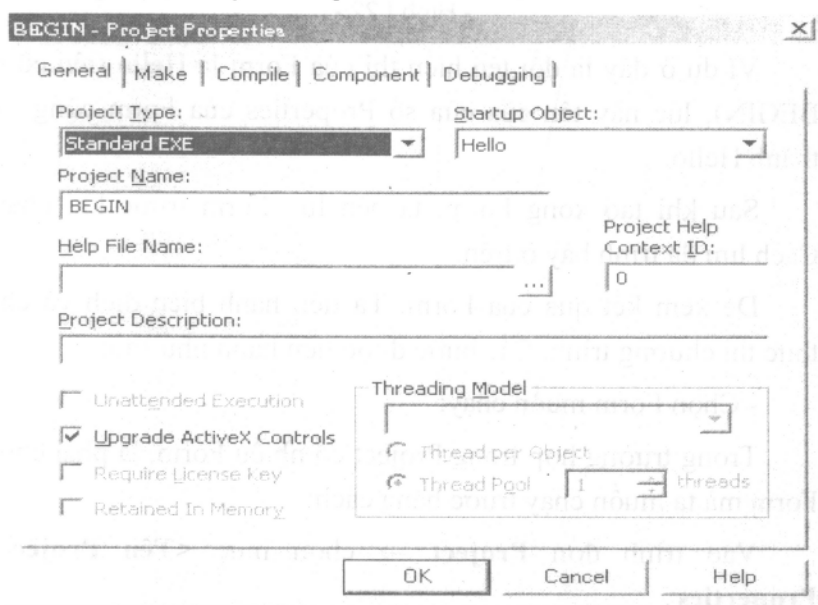 BEGIN - Project Properties
General Make Compile Component Debugging
Project Type:
Startup Object:
Standard EXE
Hello
Project Name:
BEGIN
Help File Name:
Project Help
Context ID:
...
0
Project Description:
Unattended Execution
Upgrade ActiveX Controls
Require License Key
Retained In Memory
Threading Model
Thread per Object
Thread Pool 1 threads
OK Cancel Help